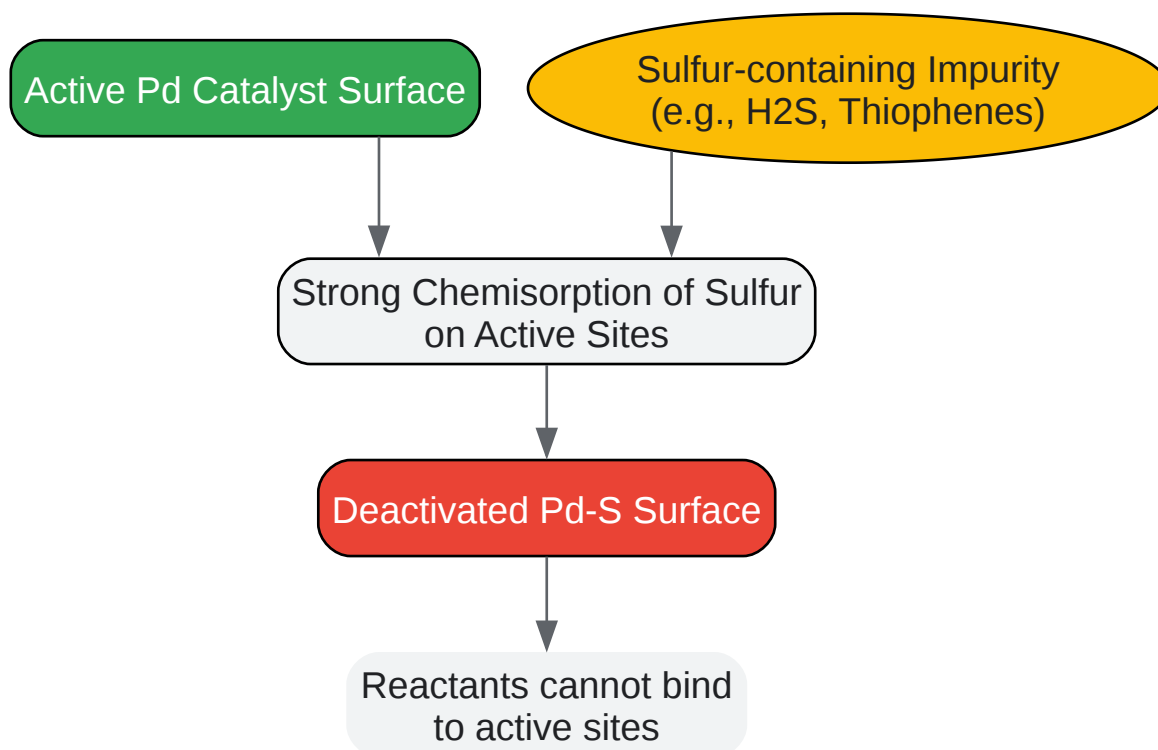 Active Pd Catalyst Surface
Sulfur-containing Impurity
(e.g., H2S, Thiophenes)
Strong Chemisorption of Sulfur
on Active Sites
Deactivated Pd-S Surface
Reactants cannot bind
to active sites